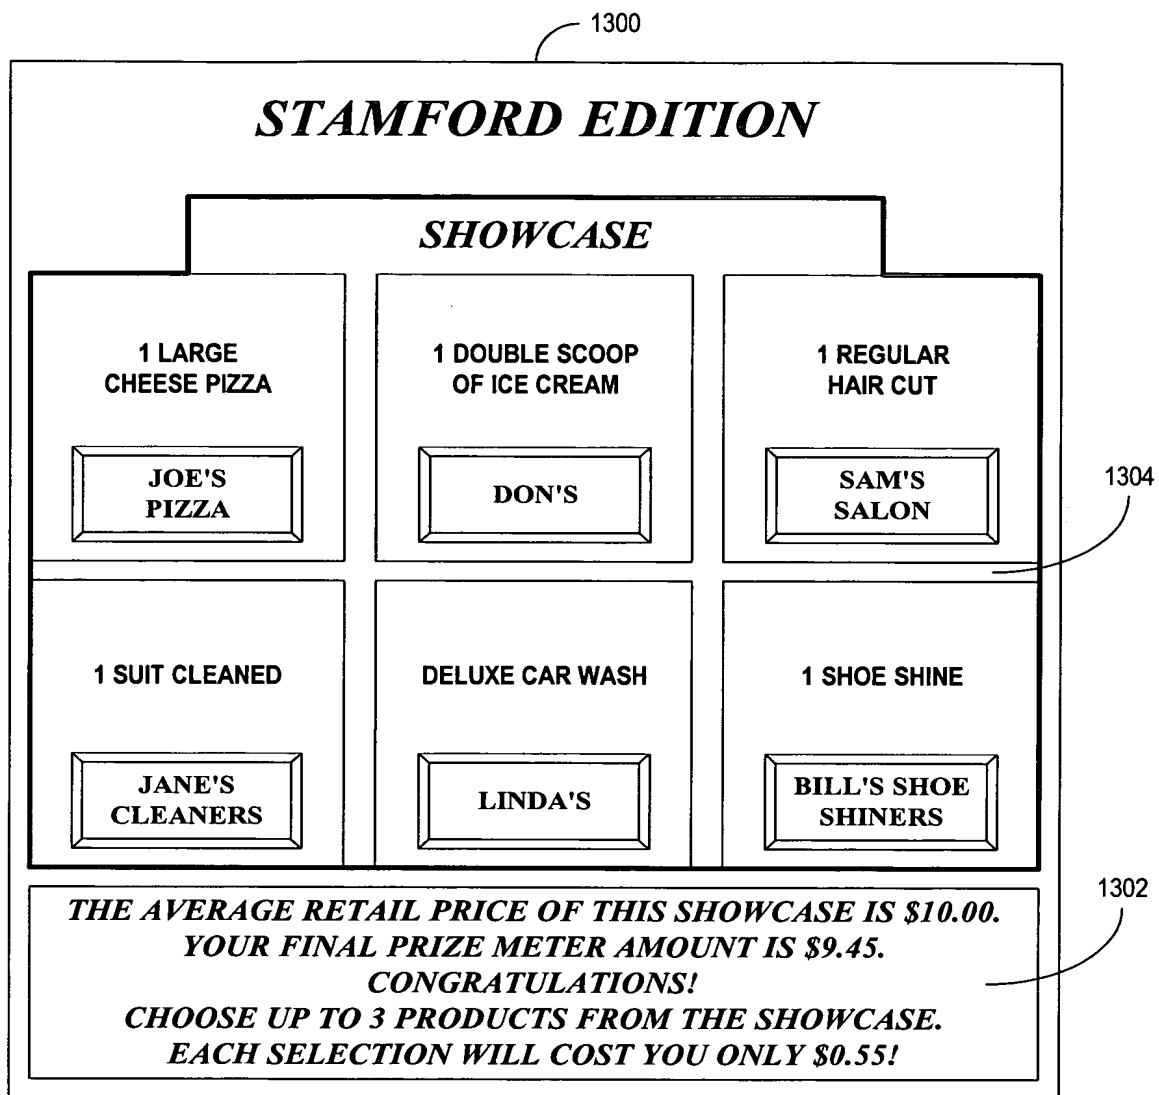 1300
STAMFORD EDITION
SHOWCASE
1 LARGE
CHEESE PIZZA
JOE'S
PIZZA
1 DOUBLE SCOOP
OF ICE CREAM
DON'S
1 REGULAR
HAIR CUT
SAM'S
SALON
1304
1 SUIT CLEANED
JANE'S
CLEANERS
DELUXE CAR WASH
LINDA'S
1 SHOE SHINE
BILL'S SHOE
SHINERS
1302
THE AVERAGE RETAIL PRICE OF THIS SHOWCASE IS $10.00.
YOUR FINAL PRIZE METER AMOUNT IS $9.45.
CONGRATULATIONS!
CHOOSE UP TO 3 PRODUCTS FROM THE SHOWCASE.
EACH SELECTION WILL COST YOU ONLY $0.55!